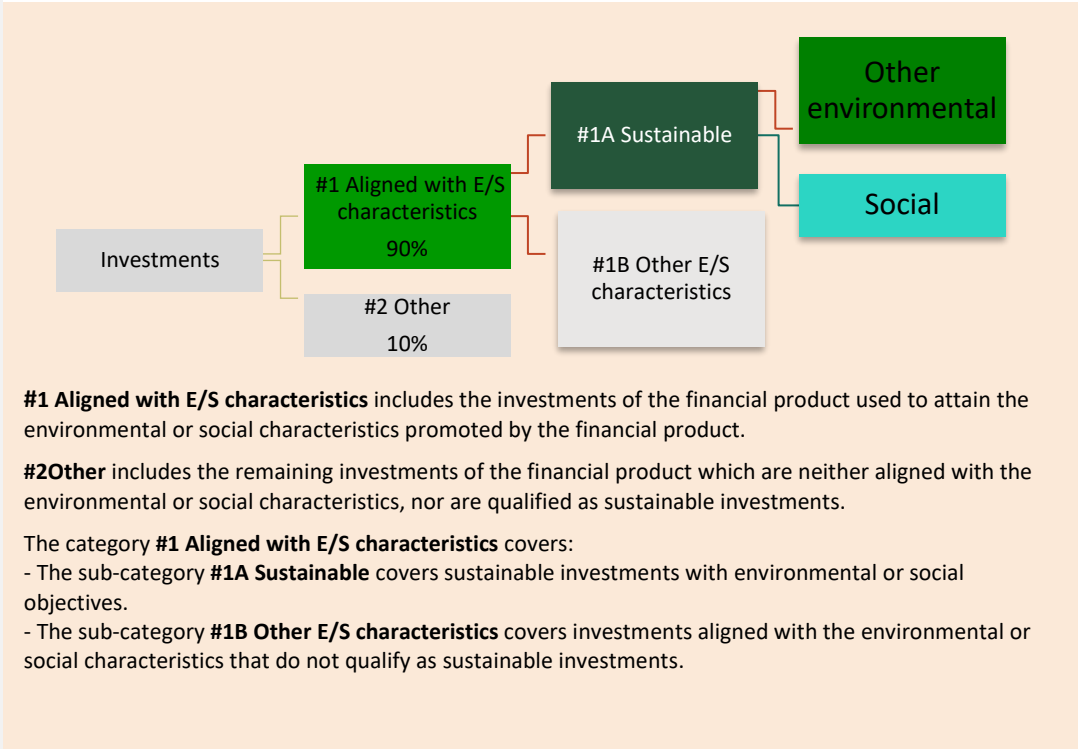 Other
environmental
#1A Sustainable
#1 Aligned with E/S
characteristics
90%
Social
Investments
#1B Other E/S
characteristics
#2 Other
10%
#1 Aligned with E/S characteristics includes the investments of the financial product used to attain the
environmental or social characteristics promoted by the financial product.
#2Other includes the remaining investments of the financial product which are neither aligned with the
environmental or social characteristics, nor are qualified as sustainable investments.
The category #1 Aligned with E/S characteristics covers:
- The sub-category #1A Sustainable covers sustainable investments with environmental or social
objectives.
- The sub-category #1B Other E/S characteristics covers investments aligned with the environmental or
social characteristics that do not qualify as sustainable investments.